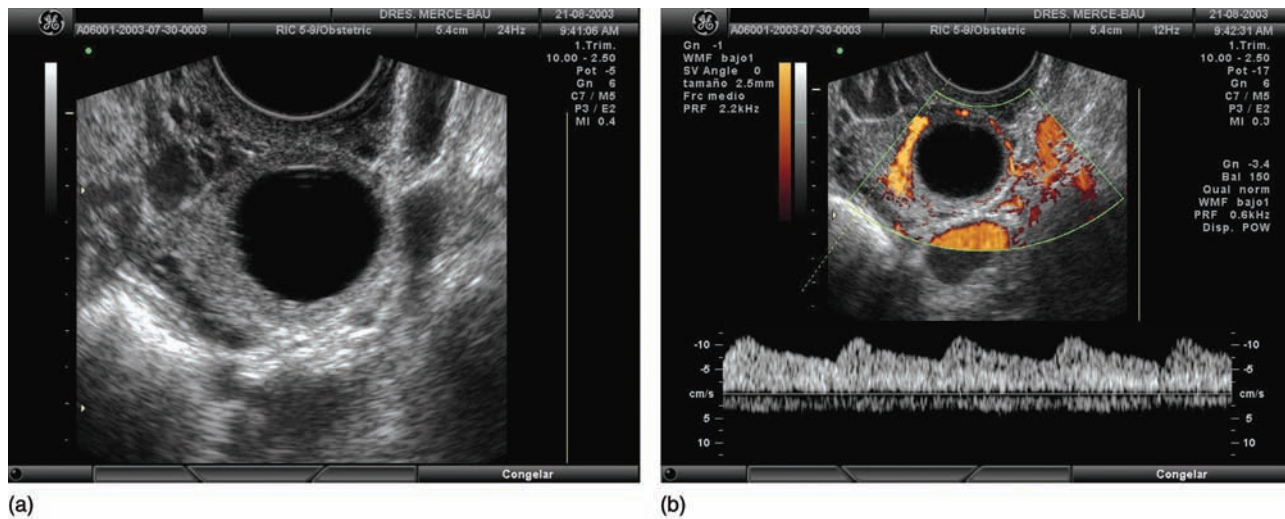 DRES. MERCE-BAU 21-08-2003
A06001-2003-07-30-0003 RIC 5-9/Obstetric 5.4cm 24Hz 9:41:06 AM
1.Trim.
10.00 - 2.50
Pot -5
Gn 6
C7 / M5
P3 / E2
MI 0.4
Congelar
(a)
DRES. MERCE-BAU 21-08-2003
A06001-2003-07-30-0003 RIC 5-9/Obstetric 5.4cm 12Hz 9:42:31 AM
Gn -1
WMF bajo1
SV Angle 0
tamaño 2.5mm
Frc medio
PRF 2.2kHz
1.Trim.
10.00 - 2.50
Pot -17
Gn 6
C7 / M5
P3 / E2
MI 0.3
Gn -3.4
Bal 150
Qual norm
WMF bajo1
PRF 0.6kHz
Disp. POW
-10 -10
-5 -5
cm/s cm/s
5 5
10 10
Congelar
(b)